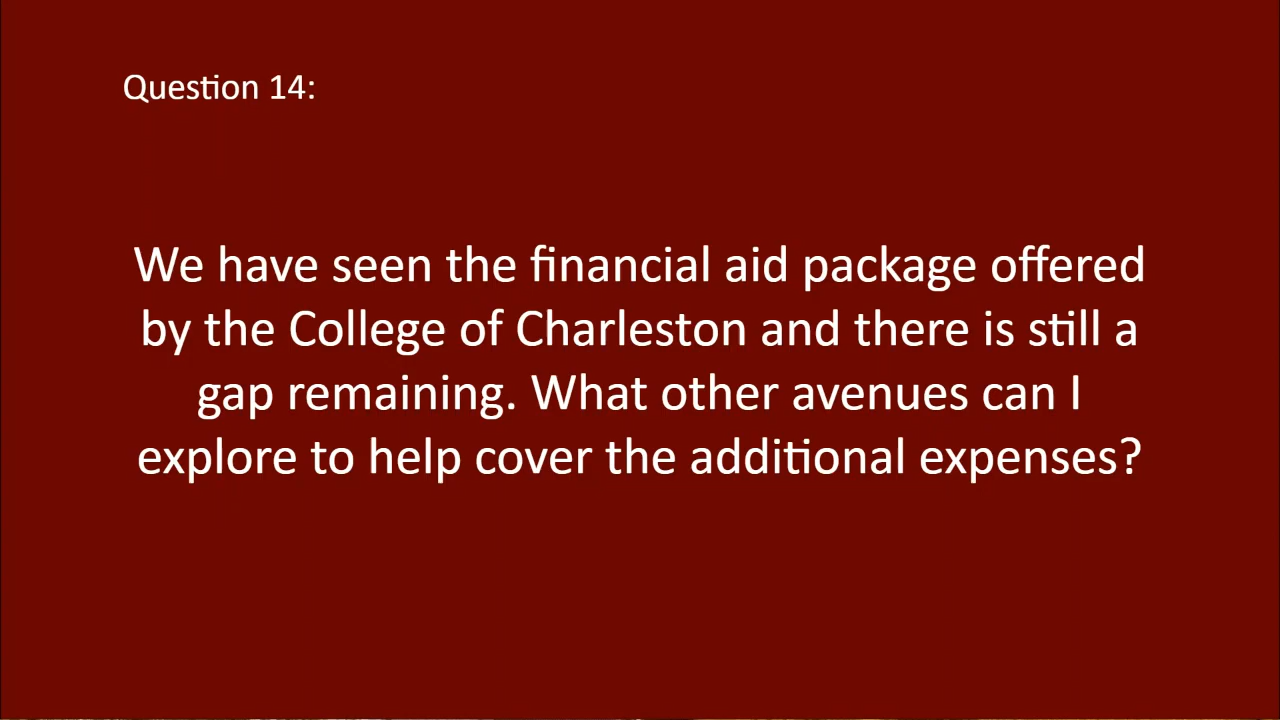 Question 14:
We have seen the financial aid package offered
by the College of Charleston and there is still a
gap remaining. What other avenues can I
explore to help cover the additional expenses?